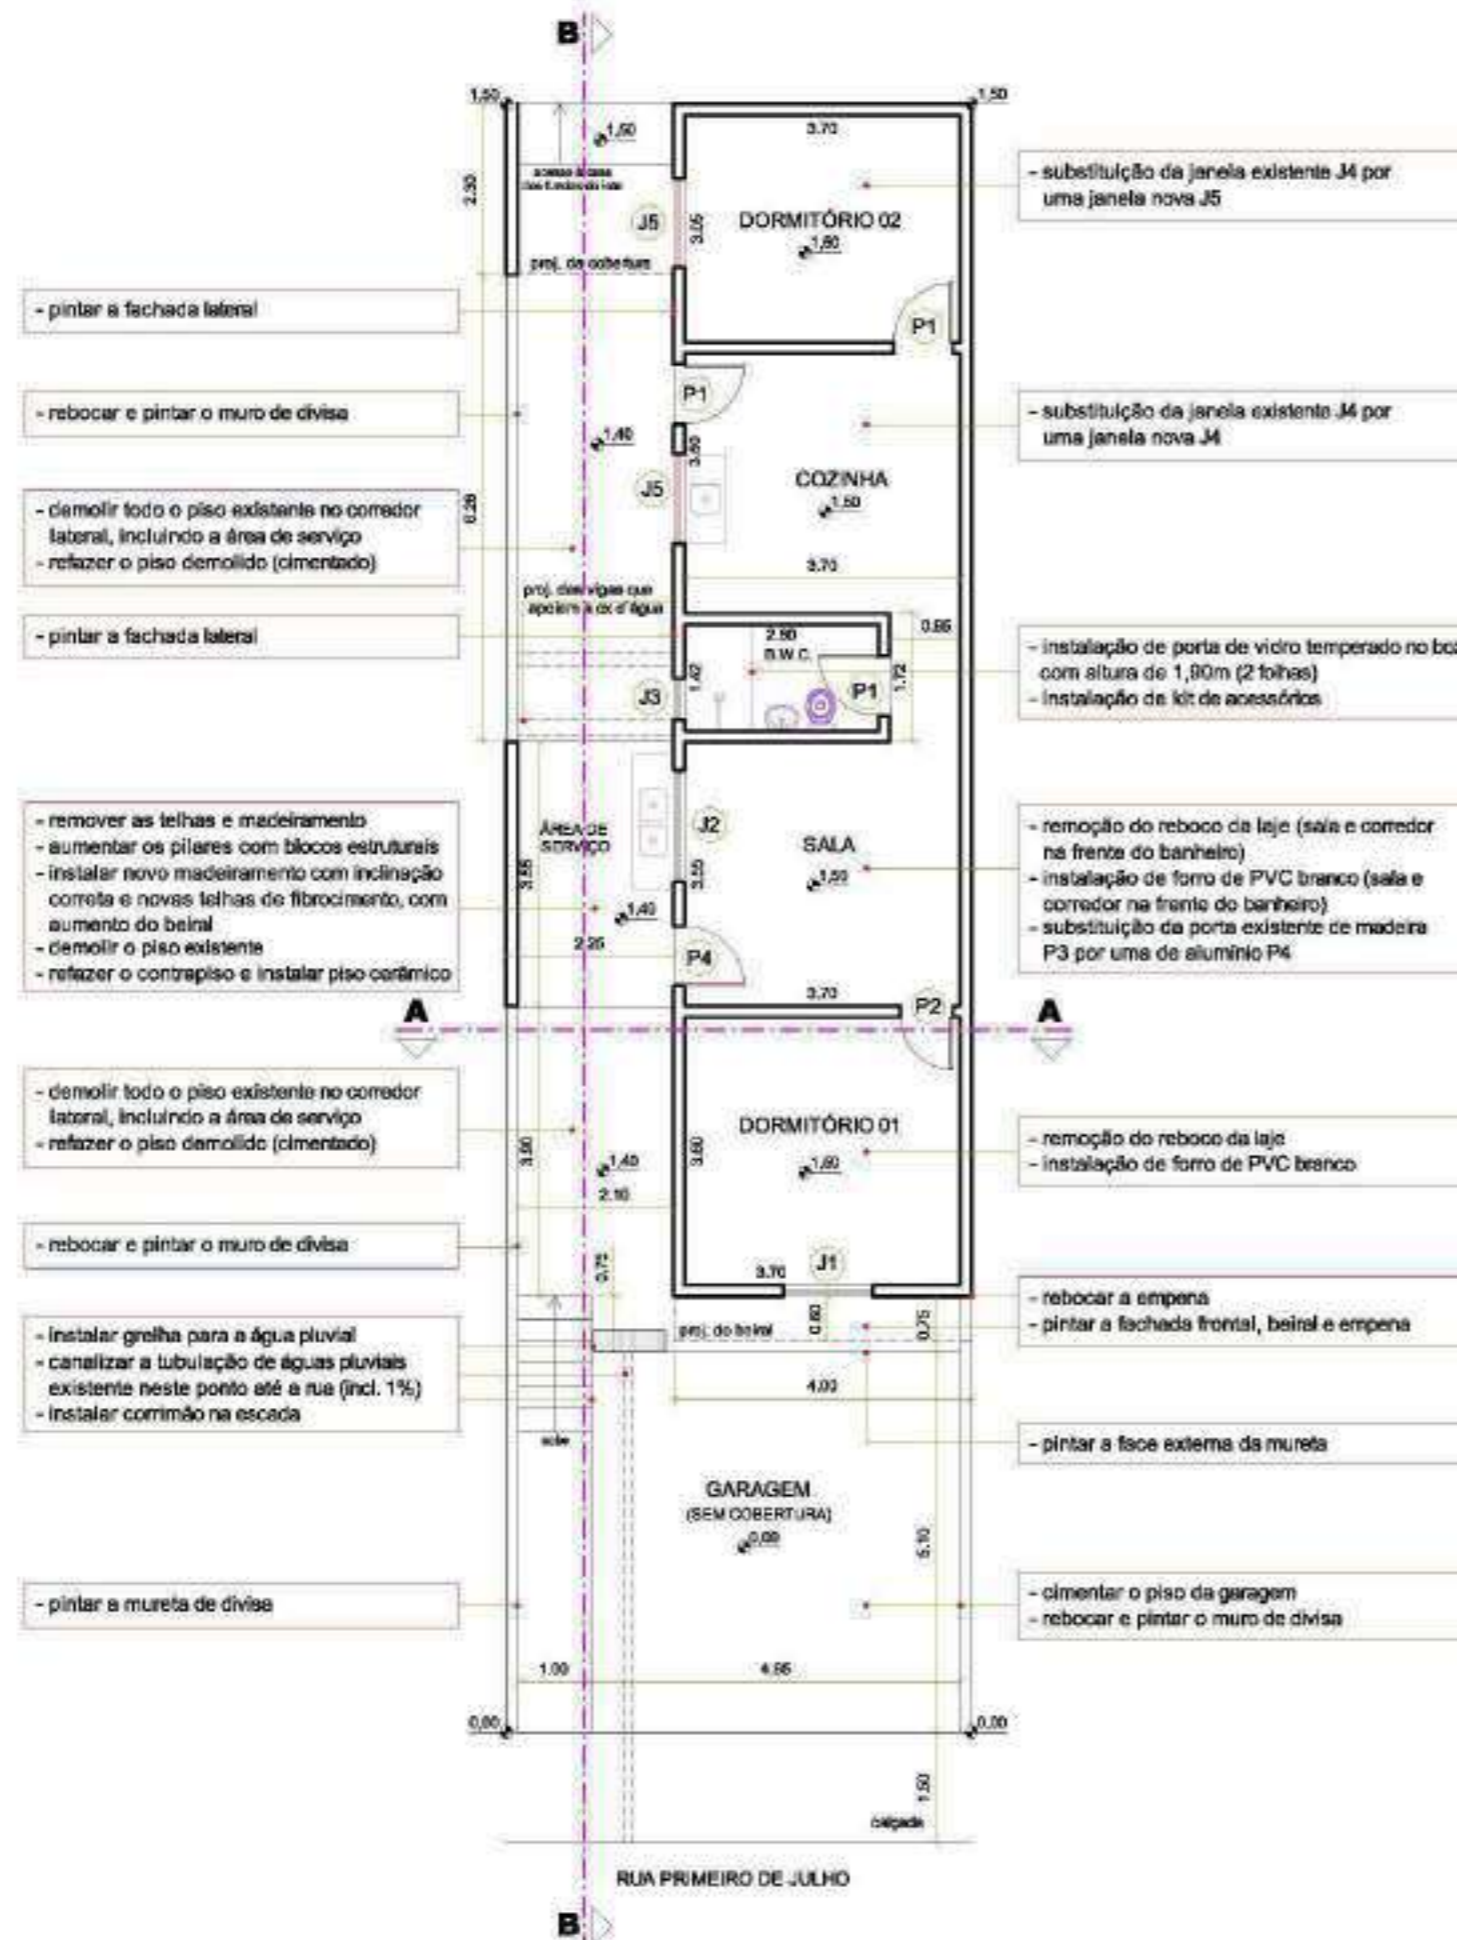 B
1,50
1,50
3.70
1,50
2.30
- substituição da janela existente J4 por
uma janela nova J5
J5
3.05
DORMITÓRIO 02
proj. da cobertura
- pintar a fachada lateral
P1
P1
- rebocar e pintar o muro de divisa
- substituição da janela existente J4 por
uma janela nova J4
1,40
COZINHA
1,50
J5
- demolir todo o piso existente no corredor
lateral, incluindo a área de serviço
- refazer o piso demolido (cimentado)
6.28
3.70
proj. das vigas que
apoiam a cx d'água
- pintar a fachada lateral
B.W.C.
1.72
P1
J3
- instalação de porta de vidro temperado no box
com altura de 1,90m (2 folhas)
- instalação de kit de acessórios
- remover as telhas e madeiramento
- aumentar os pilares com blocos estruturais
- instalar novo madeiramento com inclinação
correta e novas telhas de fibrocimento, com
aumento do beiral
- demolir o piso existente
- refazer o contrapiso e instalar piso cerâmico
ÁREA DE
SERVIÇO
3.55
1,40
2.25
J2
3.55
SALA
1,50
P4
3.70
P2
- remoção do reboco da laje (sala e corredor
na frente do banheiro)
- instalação de forro de PVC branco (sala e
corredor na frente do banheiro)
- substituição da porta existente de madeira
P3 por uma de alumínio P4
A
A
- demolir todo o piso existente no corredor
lateral, incluindo a área de serviço
- refazer o piso demolido (cimentado)
3.90
1,40
2.10
DORMITÓRIO 01
- remoção do reboco da laje
- instalação de forro de PVC branco
- rebocar e pintar o muro de divisa
0.75
3.70
J1
- rebocar a empena
- pintar a fachada frontal, beiral e empena
- instalar grelha para a água pluvial
- canalizar a tubulação de águas pluviais
existente neste ponto até a rua (incl. 1%)
- instalar corrimão na escada
proj. do beiral
0.75
4.00
sobe
- pintar a face externa da mureta
GARAGEM
(SEM COBERTURA)
5.10
- pintar a mureta de divisa
- cimentar o piso da garagem
- rebocar e pintar o muro de divisa
1.00
4.95
0,00
0,00
1.50
calçada
RUA PRIMEIRO DE JULHO
B